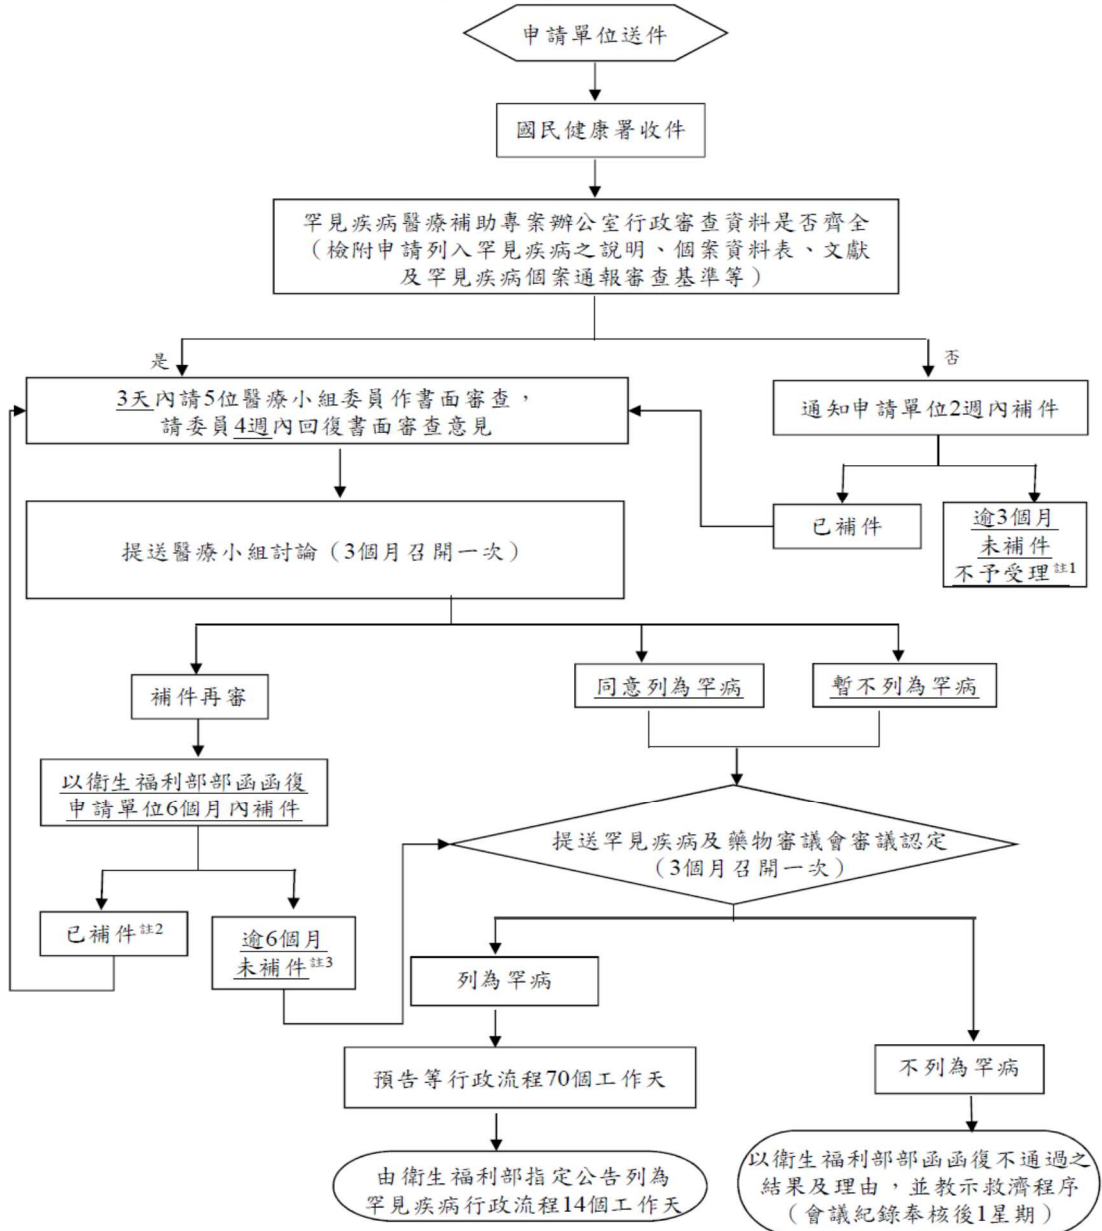 申請單位送件
國民健康署收件
罕見疾病醫療補助專案辦公室行政審查資料是否齊全
（檢附申請列入罕見疾病之說明、個案資料表、文獻
及罕見疾病個案通報審查基準等）
是
否
3天內請5位醫療小組委員作書面審查，
請委員4週內回復書面審查意見
通知申請單位2週內補件
已補件
逾3個月
未補件
不予受理註1
提送醫療小組討論（3個月召開一次）
補件再審
同意列為罕病
暫不列為罕病
以衛生福利部部函函復
申請單位6個月內補件
提送罕見疾病及藥物審議會審議認定
（3個月召開一次）
已補件註2
逾6個月
未補件註3
列為罕病
不列為罕病
預告等行政流程70個工作天
由衛生福利部指定公告列為
罕見疾病行政流程14個工作天
以衛生福利部部函函復不通過之
結果及理由，並教示救濟程序
（會議紀錄奉核後1星期）